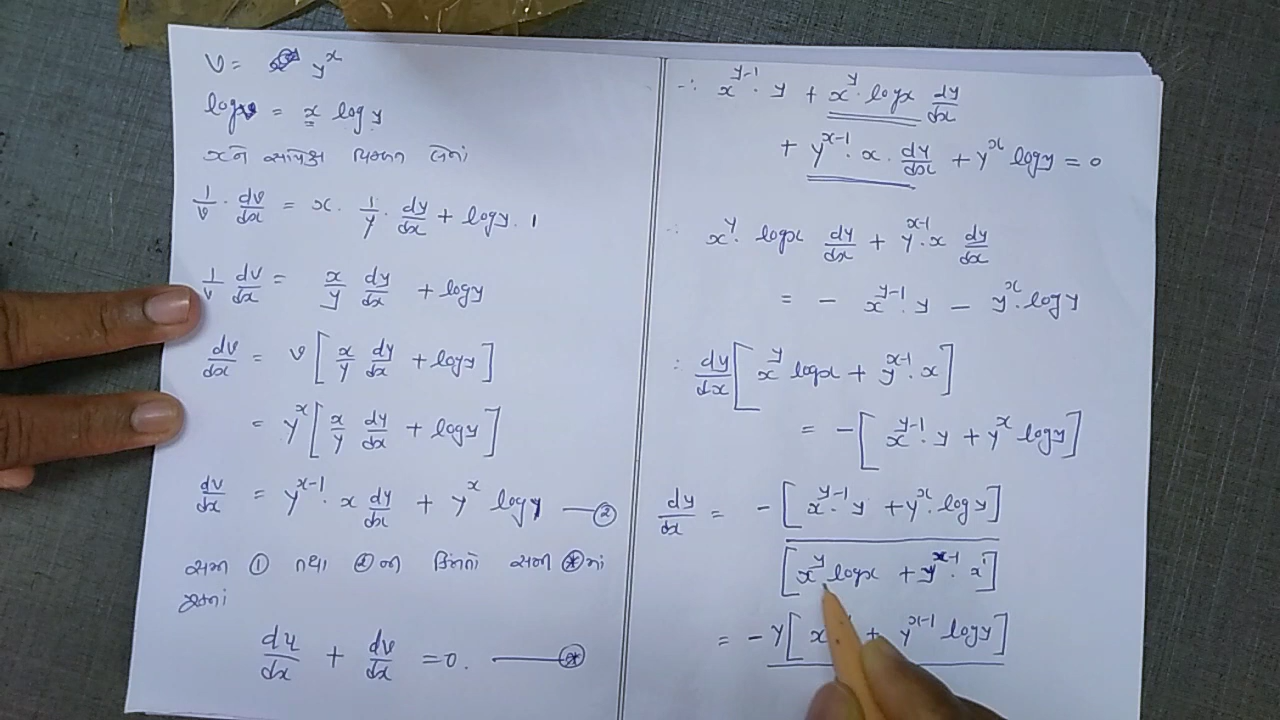 v = y^x
log v = x log y
xને સાપેક્ષ વિકલન લેતાં
1/v · dv/dx = x · 1/y · dy/dx + log y · 1
1/v dv/dx = x/y dy/dx + log y
dv/dx = v [x/y dy/dx + log y]
= y^x [x/y dy/dx + log y]
dv/dx = y^(x-1) · x dy/dx + y^x log y —②
સમી ① તથા ②ની કિંમતો સમી ⊛માં
મૂકતાં
du/dx + dv/dx = 0. —⊛
∴ x^(y-1) · y + x^y · log x dy/dx
+ y^(x-1) · x · dy/dx + y^x log y = 0
∴ x^y · log x dy/dx + y^(x-1) · x dy/dx
= - x^(y-1) · y - y^x · log y
∴ dy/dx [x^y log x + y^(x-1) · x]
= -[x^(y-1) · y + y^x log y]
dy/dx = -[x^(y-1) · y + y^x · log y]
[x^y log x + y^(x-1) · x]
= -y[x + y^(x-1) log y]